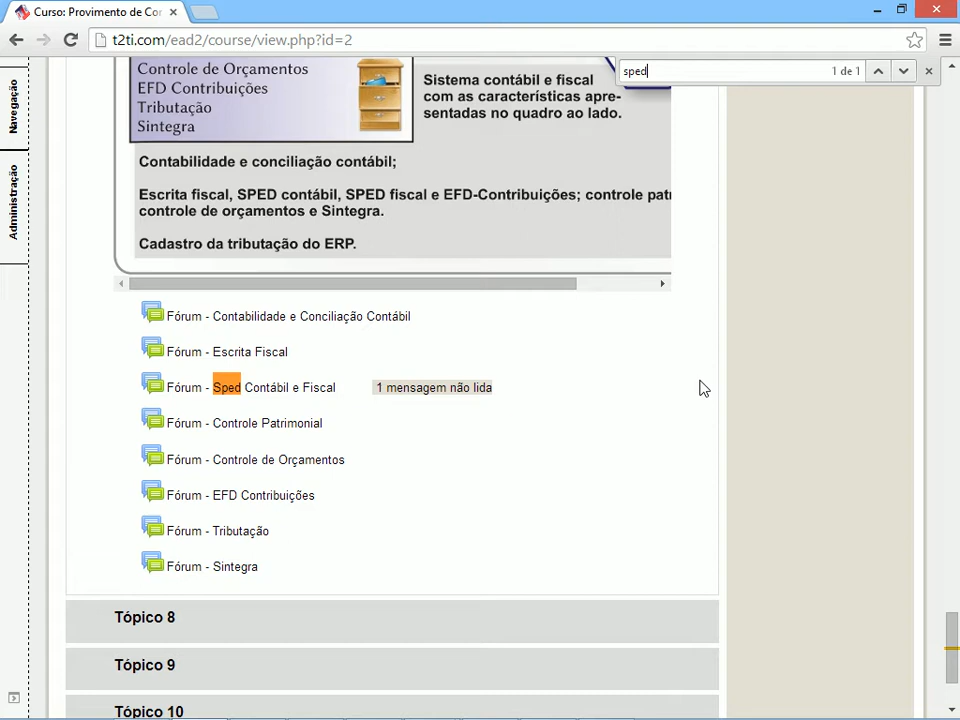 Curso: Provimento de Cor
t2ti.com/ead2/course/view.php?id=2
sped
1 de 1
Navegação
Administração
Controle de Orçamentos
EFD Contribuições
Tributação
Sintegra
Sistema contábil e fiscal
com as características apre-
sentadas no quadro ao lado.
Contabilidade e conciliação contábil;
Escrita fiscal, SPED contábil, SPED fiscal e EFD-Contribuições; controle patr
controle de orçamentos e Sintegra.
Cadastro da tributação do ERP.
Fórum - Contabilidade e Conciliação Contábil
Fórum - Escrita Fiscal
Fórum - Sped Contábil e Fiscal 1 mensagem não lida
Fórum - Controle Patrimonial
Fórum - Controle de Orçamentos
Fórum - EFD Contribuições
Fórum - Tributação
Fórum - Sintegra
Tópico 8
Tópico 9
Tópico 10